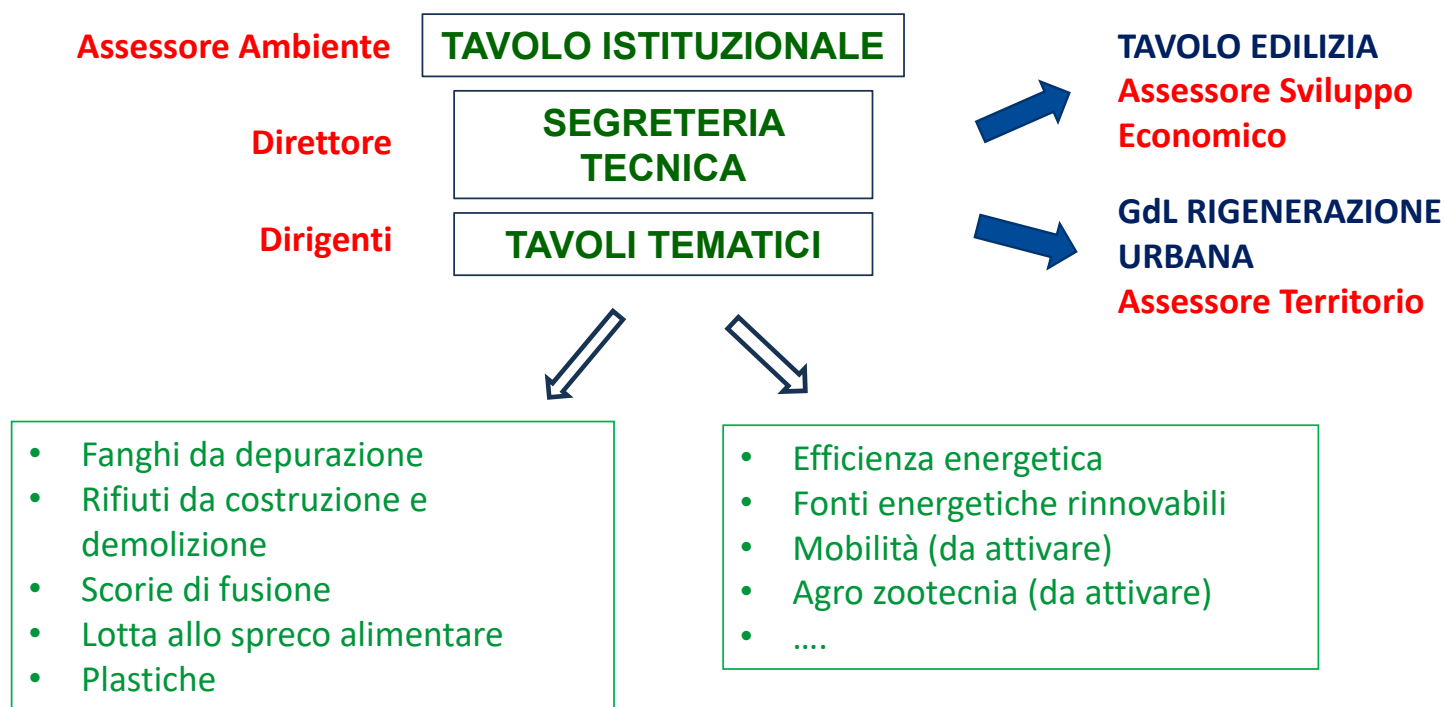 Assessore Ambiente
TAVOLO ISTITUZIONALE
Direttore
SEGRETERIA
TECNICA
Dirigenti
TAVOLI TEMATICI
TAVOLO EDILIZIA
Assessore Sviluppo
Economico
GdL RIGENERAZIONE
URBANA
Assessore Territorio
• Fanghi da depurazione
• Rifiuti da costruzione e
demolizione
• Scorie di fusione
• Lotta allo spreco alimentare
• Plastiche
• Efficienza energetica
• Fonti energetiche rinnovabili
• Mobilità (da attivare)
• Agro zootecnia (da attivare)
• ....